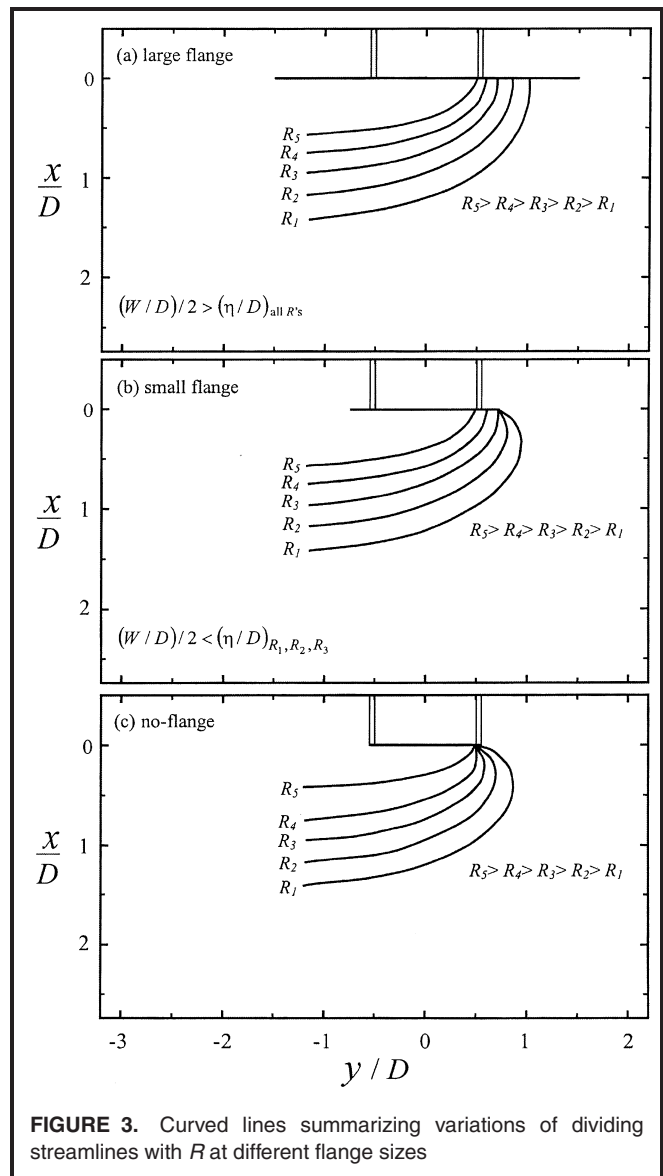 (a) large flange
0
R5
R4
R3
x/D
1
R2
R5> R4> R3> R2> R1
R1
2
(W / D) / 2 > (η / D)all R's
(b) small flange
0
R5
R4
R3
x/D
1
R2
R5> R4> R3> R2> R1
R1
2
(W / D) / 2 < (η / D)R1, R2, R3
(c) no-flange
0
R5
R4
R3
x/D
1
R2
R5> R4> R3> R2> R1
R1
2
-3 -2 -1 0 1 2
y / D
FIGURE 3. Curved lines summarizing variations of dividing
streamlines with R at different flange sizes